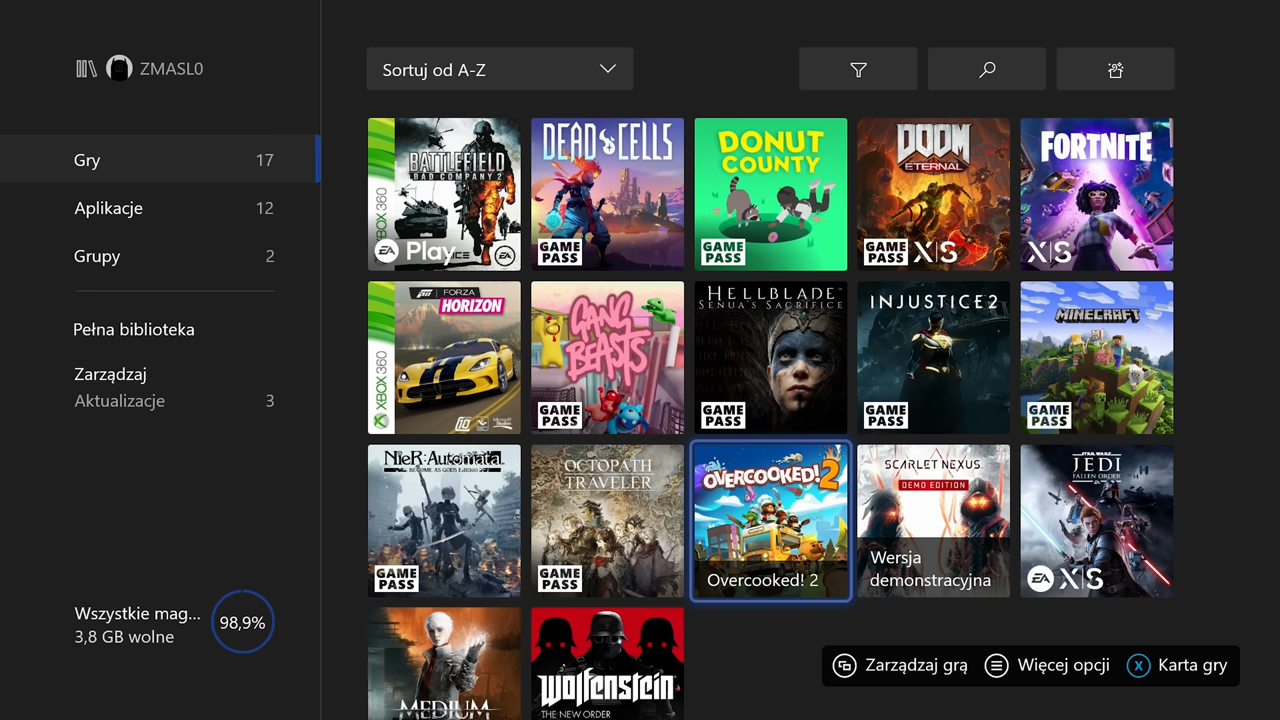 ZMASL0
Sortuj od A-Z
Gry 17
Aplikacje 12
Grupy 2
Pełna biblioteka
Zarządzaj
Aktualizacje 3
Wszystkie mag...
3,8 GB wolne
98,9%
XBOX 360
BATTLEFIELD
BAD COMPANY 2
EA Play
DICE
EA
DEAD CELLS
GAME
PASS
DONUT
COUNTY
GAME
PASS
DOOM
ETERNAL
GAME
PASS
X|S
FORTNITE
X|S
XBOX 360
FORZA
HORIZON
GANG
BEASTS
GAME
PASS
HELLBLADE
SENUA'S SACRIFICE
GAME
PASS
INJUSTICE 2
GAME
PASS
MINECRAFT
GAME
PASS
NieR:Automata
BECOME AS GODS Edition
GAME
PASS
OCTOPATH
TRAVELER
GAME
PASS
OVERCOOKED! 2
Overcooked! 2
SCARLET NEXUS
DEMO EDITION
Wersja
demonstracyjna
STAR WARS
JEDI
FALLEN ORDER
EA X|S
MEDIUM
Wolfenstein
THE NEW ORDER
Zarządzaj grą
Więcej opcji
X Karta gry